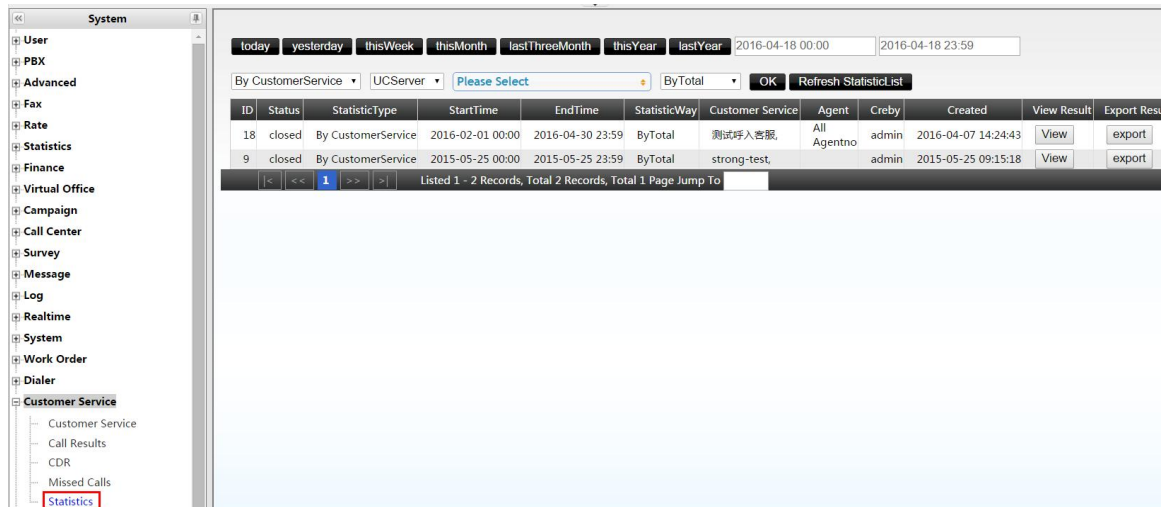 System
User
PBX
Advanced
Fax
Rate
Statistics
Finance
Virtual Office
Campaign
Call Center
Survey
Message
Log
Realtime
System
Work Order
Dialer
Customer Service
Customer Service
Call Results
CDR
Missed Calls
Statistics
today yesterday thisWeek thisMonth lastThreeMonth thisYear lastYear 2016-04-18 00:00 2016-04-18 23:59
By CustomerService UCServer Please Select ByTotal OK Refresh StatisticList
ID Status StatisticType StartTime EndTime StatisticWay Customer Service Agent Creby Created View Result Export Resu
18 closed By CustomerService 2016-02-01 00:00 2016-04-30 23:59 ByTotal 测试呼入客服, All Agentno admin 2016-04-07 14:24:43 View export
9 closed By CustomerService 2015-05-25 00:00 2015-05-25 23:59 ByTotal strong-test, admin 2015-05-25 09:15:18 View export
|< << 1 >> >| Listed 1 - 2 Records, Total 2 Records, Total 1 Page Jump To